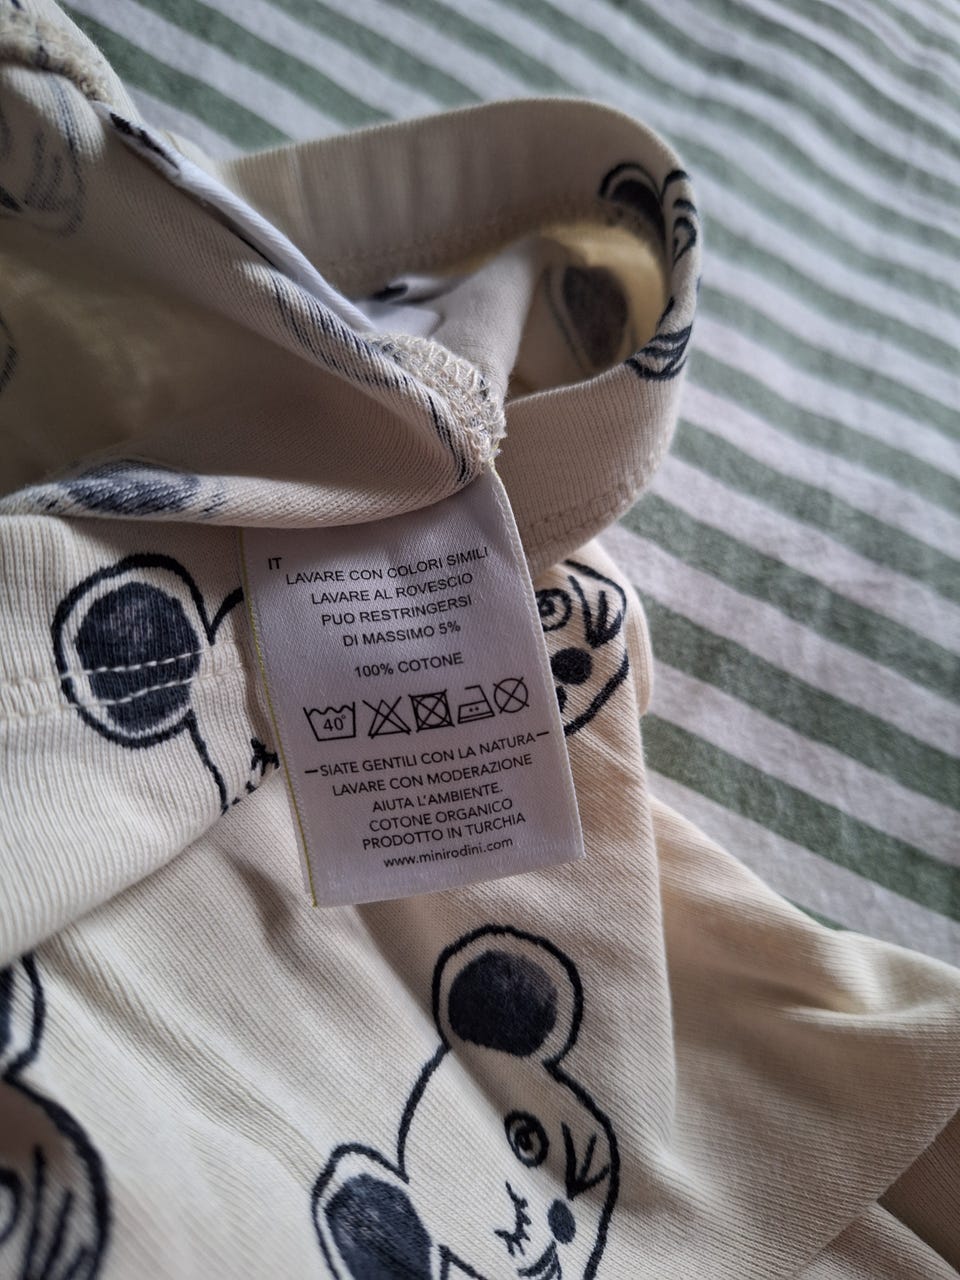 IT
LAVARE CON COLORI SIMILI
LAVARE AL ROVESCIO
PUO RESTRINGERSI
DI MASSIMO 5%
100% COTONE
40°
—SIATE GENTILI CON LA NATURA—
LAVARE CON MODERAZIONE
AIUTA L'AMBIENTE.
COTONE ORGANICO
PRODOTTO IN TURCHIA
www.minirodini.com